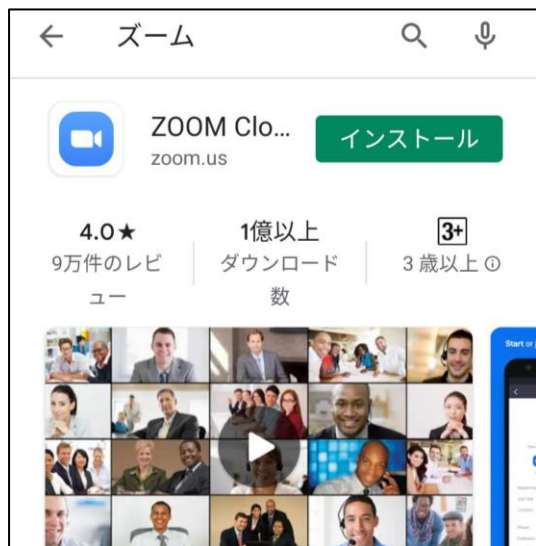 ズーム
ZOOM Clo...
zoom.us
インストール
4.0★
9万件のレビ
ュー
1億以上
ダウンロード
数
3+
3 歳以上
Start or